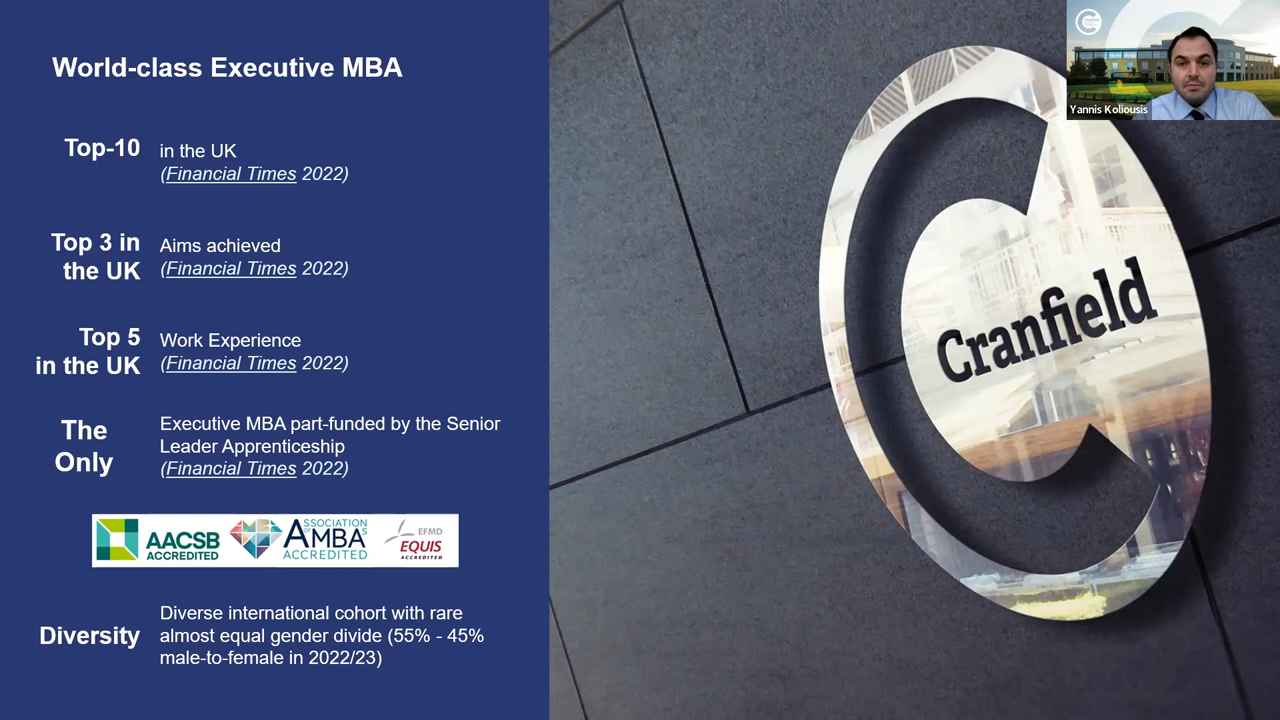 World-class Executive MBA
Top-10
in the UK
(Financial Times 2022)
Top 3 in
the UK
Aims achieved
(Financial Times 2022)
Top 5
in the UK
Work Experience
(Financial Times 2022)
The
Only
Executive MBA part-funded by the Senior
Leader Apprenticeship
(Financial Times 2022)
AACSB
ACCREDITED
ASSOCIATION
OF MBAS
AMBA
ACCREDITED
EFMD
EQUIS
ACCREDITED
Diversity
Diverse international cohort with rare
almost equal gender divide (55% - 45%
male-to-female in 2022/23)
Cranfield
Yannis Koliousis